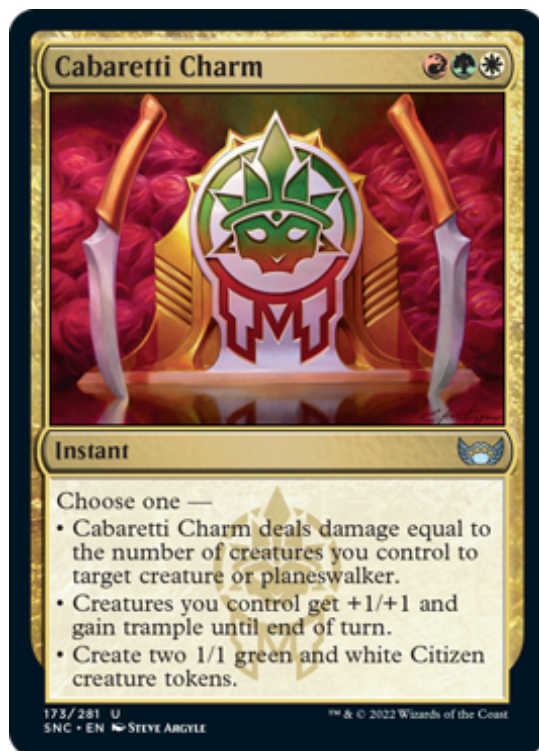 Cabaretti Charm
Instant
Choose one —
• Cabaretti Charm deals damage equal to
the number of creatures you control to
target creature or planeswalker.
• Creatures you control get +1/+1 and
gain trample until end of turn.
• Create two 1/1 green and white Citizen
creature tokens.
173/281 U
SNC • EN STEVE ARGYLE
™ & © 2022 Wizards of the Coast